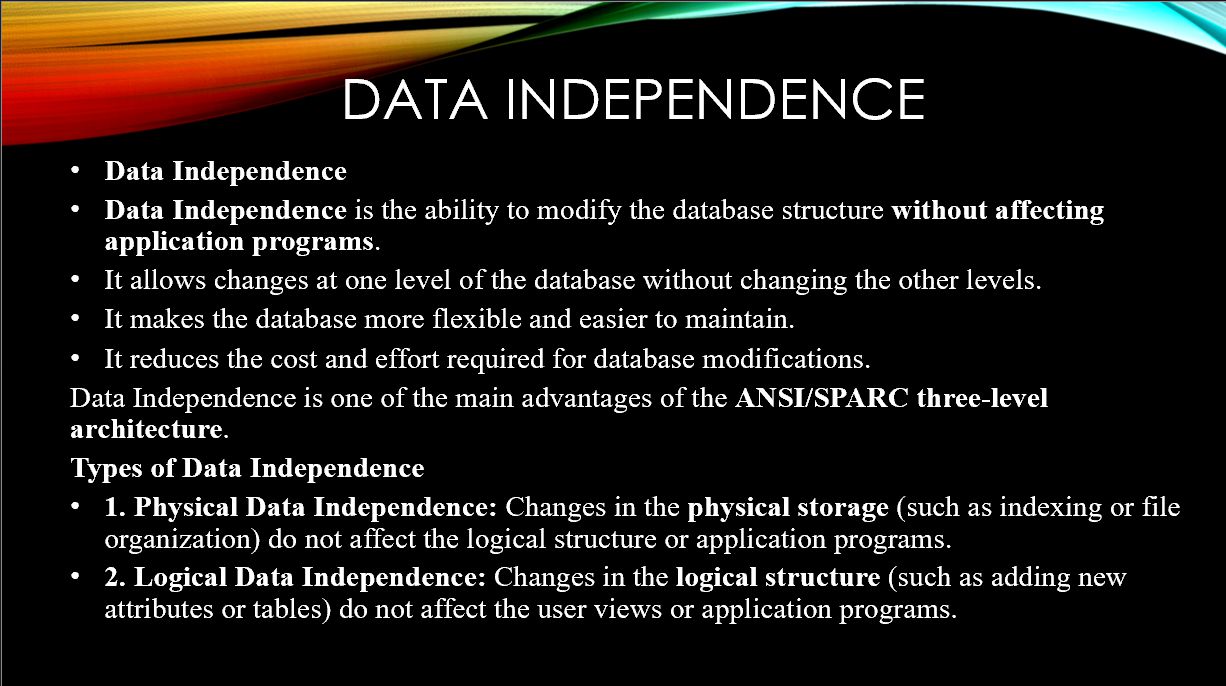 DATA INDEPENDENCE
• Data Independence
• Data Independence is the ability to modify the database structure without affecting
application programs.
• It allows changes at one level of the database without changing the other levels.
• It makes the database more flexible and easier to maintain.
• It reduces the cost and effort required for database modifications.
Data Independence is one of the main advantages of the ANSI/SPARC three-level
architecture.
Types of Data Independence
• 1. Physical Data Independence: Changes in the physical storage (such as indexing or file
organization) do not affect the logical structure or application programs.
• 2. Logical Data Independence: Changes in the logical structure (such as adding new
attributes or tables) do not affect the user views or application programs.